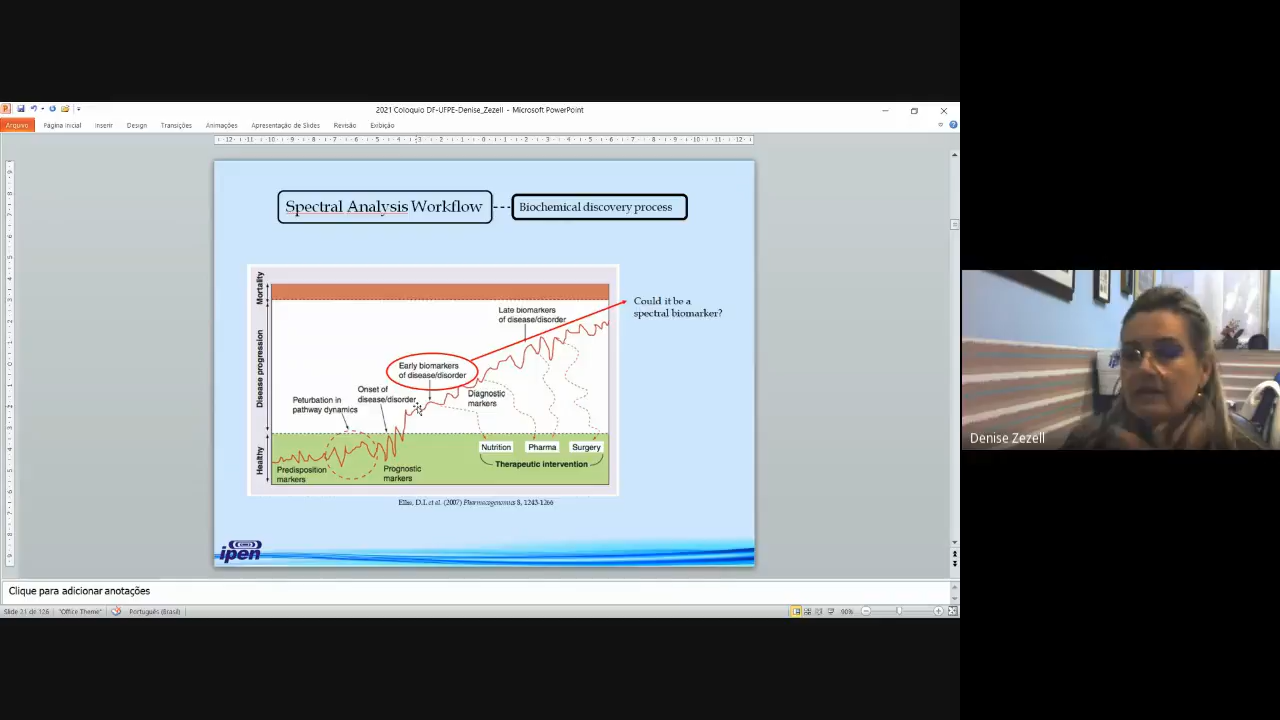 2021 Coloquio DF-UFPE-Denise_Zezell - Microsoft PowerPoint
Arquivo Página Inicial Inserir Design Transições Animações Apresentação de Slides Revisão Exibição
Spectral Analysis Workflow
Biochemical discovery process
Mortality
Disease progression
Healthy
Late biomarkers
of disease/disorder
Could it be a
spectral biomarker?
Early biomarkers
of disease/disorder
Onset of
disease/disorder
Diagnostic
markers
Peturbation in
pathway dynamics
Nutrition
Pharma
Surgery
Therapeutic intervention
Predisposition
markers
Prognostic
markers
Ellis, D.I. et al. (2007) Pharmacogenomics 8, 1243-1266
ipen
Clique para adicionar anotações
Slide 21 de 126 "Office Theme" Português (Brasil) 90%
Denise Zezell